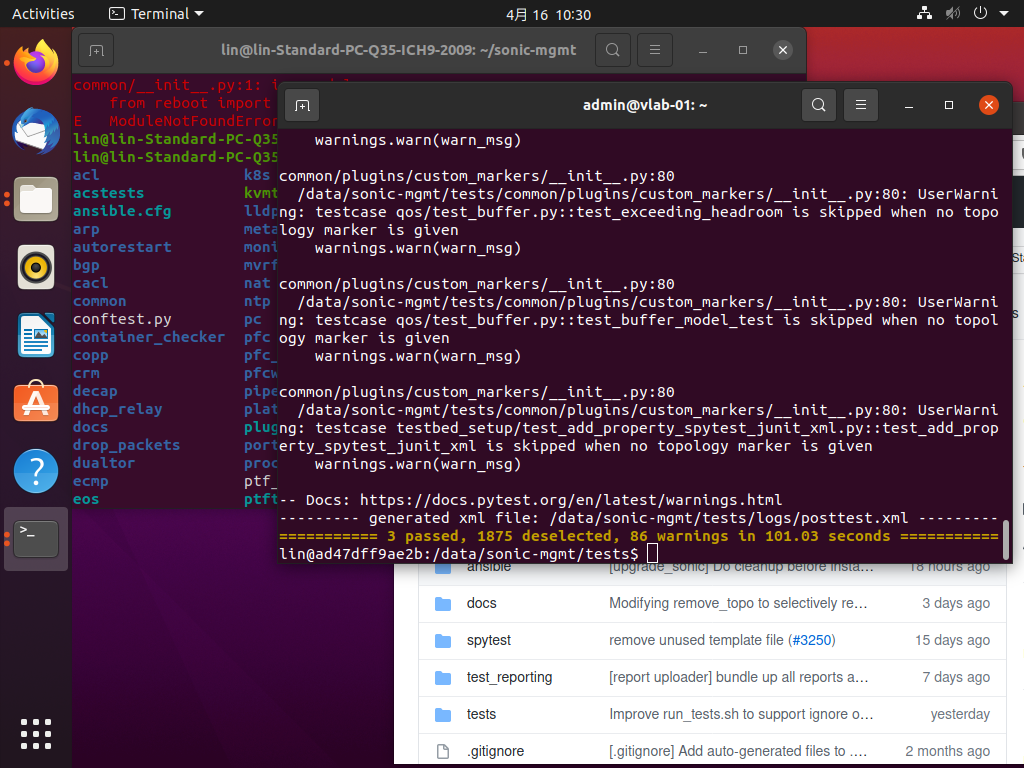 Activities
Terminal
4月 16 10:30
lin@lin-Standard-PC-Q35-ICH9-2009: ~/sonic-mgmt
common/__init__.py:1:
from reboot import
E ModuleNotFoundError
lin@lin-Standard-PC-Q35
lin@lin-Standard-PC-Q35
acl k8s
acstests kvmt
ansible.cfg lldp
arp meta
autorestart moni
bgp mvrf
cacl nat
common ntp
conftest.py pc
container_checker pfc
copp pfc_
crm pfcw
decap pipe
dhcp_relay plat
docs plug
drop_packets port
dualtor proc
ecmp ptf_
eos ptft
admin@vlab-01: ~
warnings.warn(warn_msg)
common/plugins/custom_markers/__init__.py:80
/data/sonic-mgmt/tests/common/plugins/custom_markers/__init__.py:80: UserWarni
ng: testcase qos/test_buffer.py::test_exceeding_headroom is skipped when no topo
logy marker is given
warnings.warn(warn_msg)
common/plugins/custom_markers/__init__.py:80
/data/sonic-mgmt/tests/common/plugins/custom_markers/__init__.py:80: UserWarni
ng: testcase qos/test_buffer.py::test_buffer_model_test is skipped when no topol
ogy marker is given
warnings.warn(warn_msg)
common/plugins/custom_markers/__init__.py:80
/data/sonic-mgmt/tests/common/plugins/custom_markers/__init__.py:80: UserWarni
ng: testcase testbed_setup/test_add_property_spytest_junit_xml.py::test_add_prop
erty_spytest_junit_xml is skipped when no topology marker is given
warnings.warn(warn_msg)
-- Docs: https://docs.pytest.org/en/latest/warnings.html
--------- generated xml file: /data/sonic-mgmt/tests/logs/posttest.xml ---------
=========== 3 passed, 1875 deselected, 86 warnings in 101.03 seconds ===========
lin@ad47dff9ae2b:/data/sonic-mgmt/tests$
ansible [upgrade_sonic] Do cleanup before insta… 18 hours ago
docs Modifying remove_topo to selectively re… 3 days ago
spytest remove unused template file (#3250) 15 days ago
test_reporting [report uploader] bundle up all reports a… 7 days ago
tests Improve run_tests.sh to support ignore o… yesterday
.gitignore [.gitignore] Add auto-generated files to .… 2 months ago